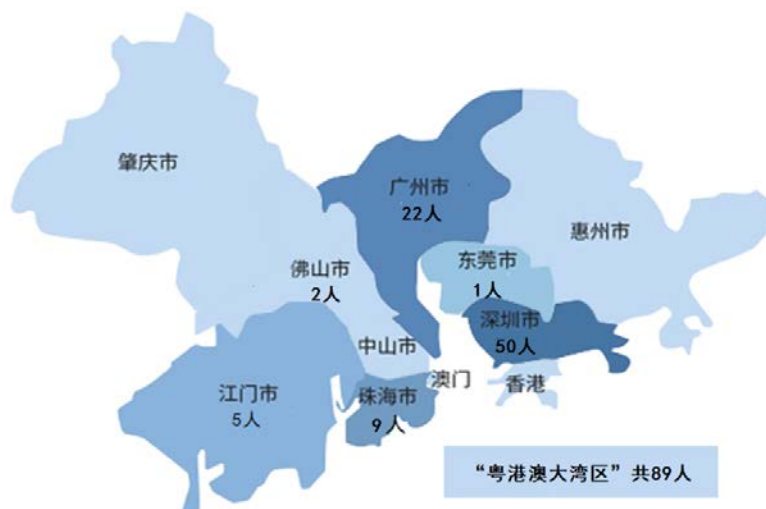 肇庆市
广州市
22人
惠州市
东莞市
1人
佛山市
2人
深圳市
50人
中山市
澳门
香港
江门市
5人
珠海市
9人
“粤港澳大湾区”共89人